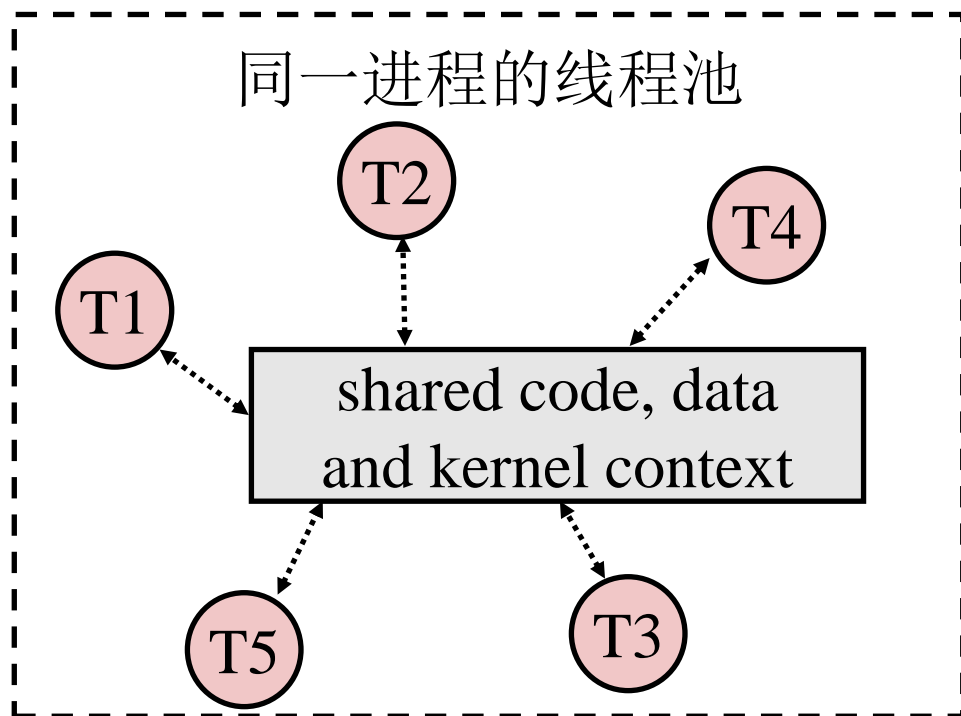 同一进程的线程池
T2
T4
T1
shared code, data
and kernel context
T5
T3